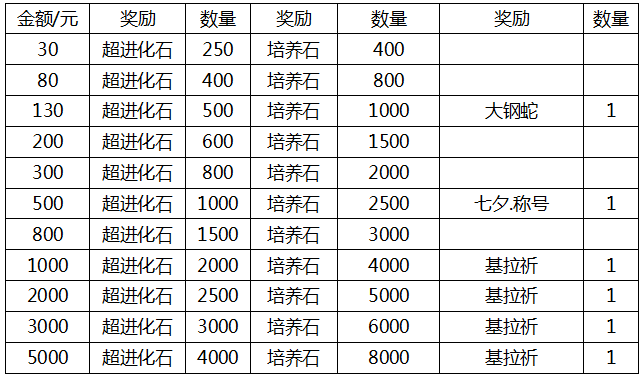 金额/元 奖励 数量 奖励 数量 奖励 数量
30 超进化石 250 培养石 400
80 超进化石 400 培养石 800
130 超进化石 500 培养石 1000 大钢蛇 1
200 超进化石 600 培养石 1500
300 超进化石 800 培养石 2000
500 超进化石 1000 培养石 2500 七夕.称号 1
800 超进化石 1500 培养石 3000
1000 超进化石 2000 培养石 4000 基拉祈 1
2000 超进化石 2500 培养石 5000 基拉祈 1
3000 超进化石 3000 培养石 6000 基拉祈 1
5000 超进化石 4000 培养石 8000 基拉祈 1